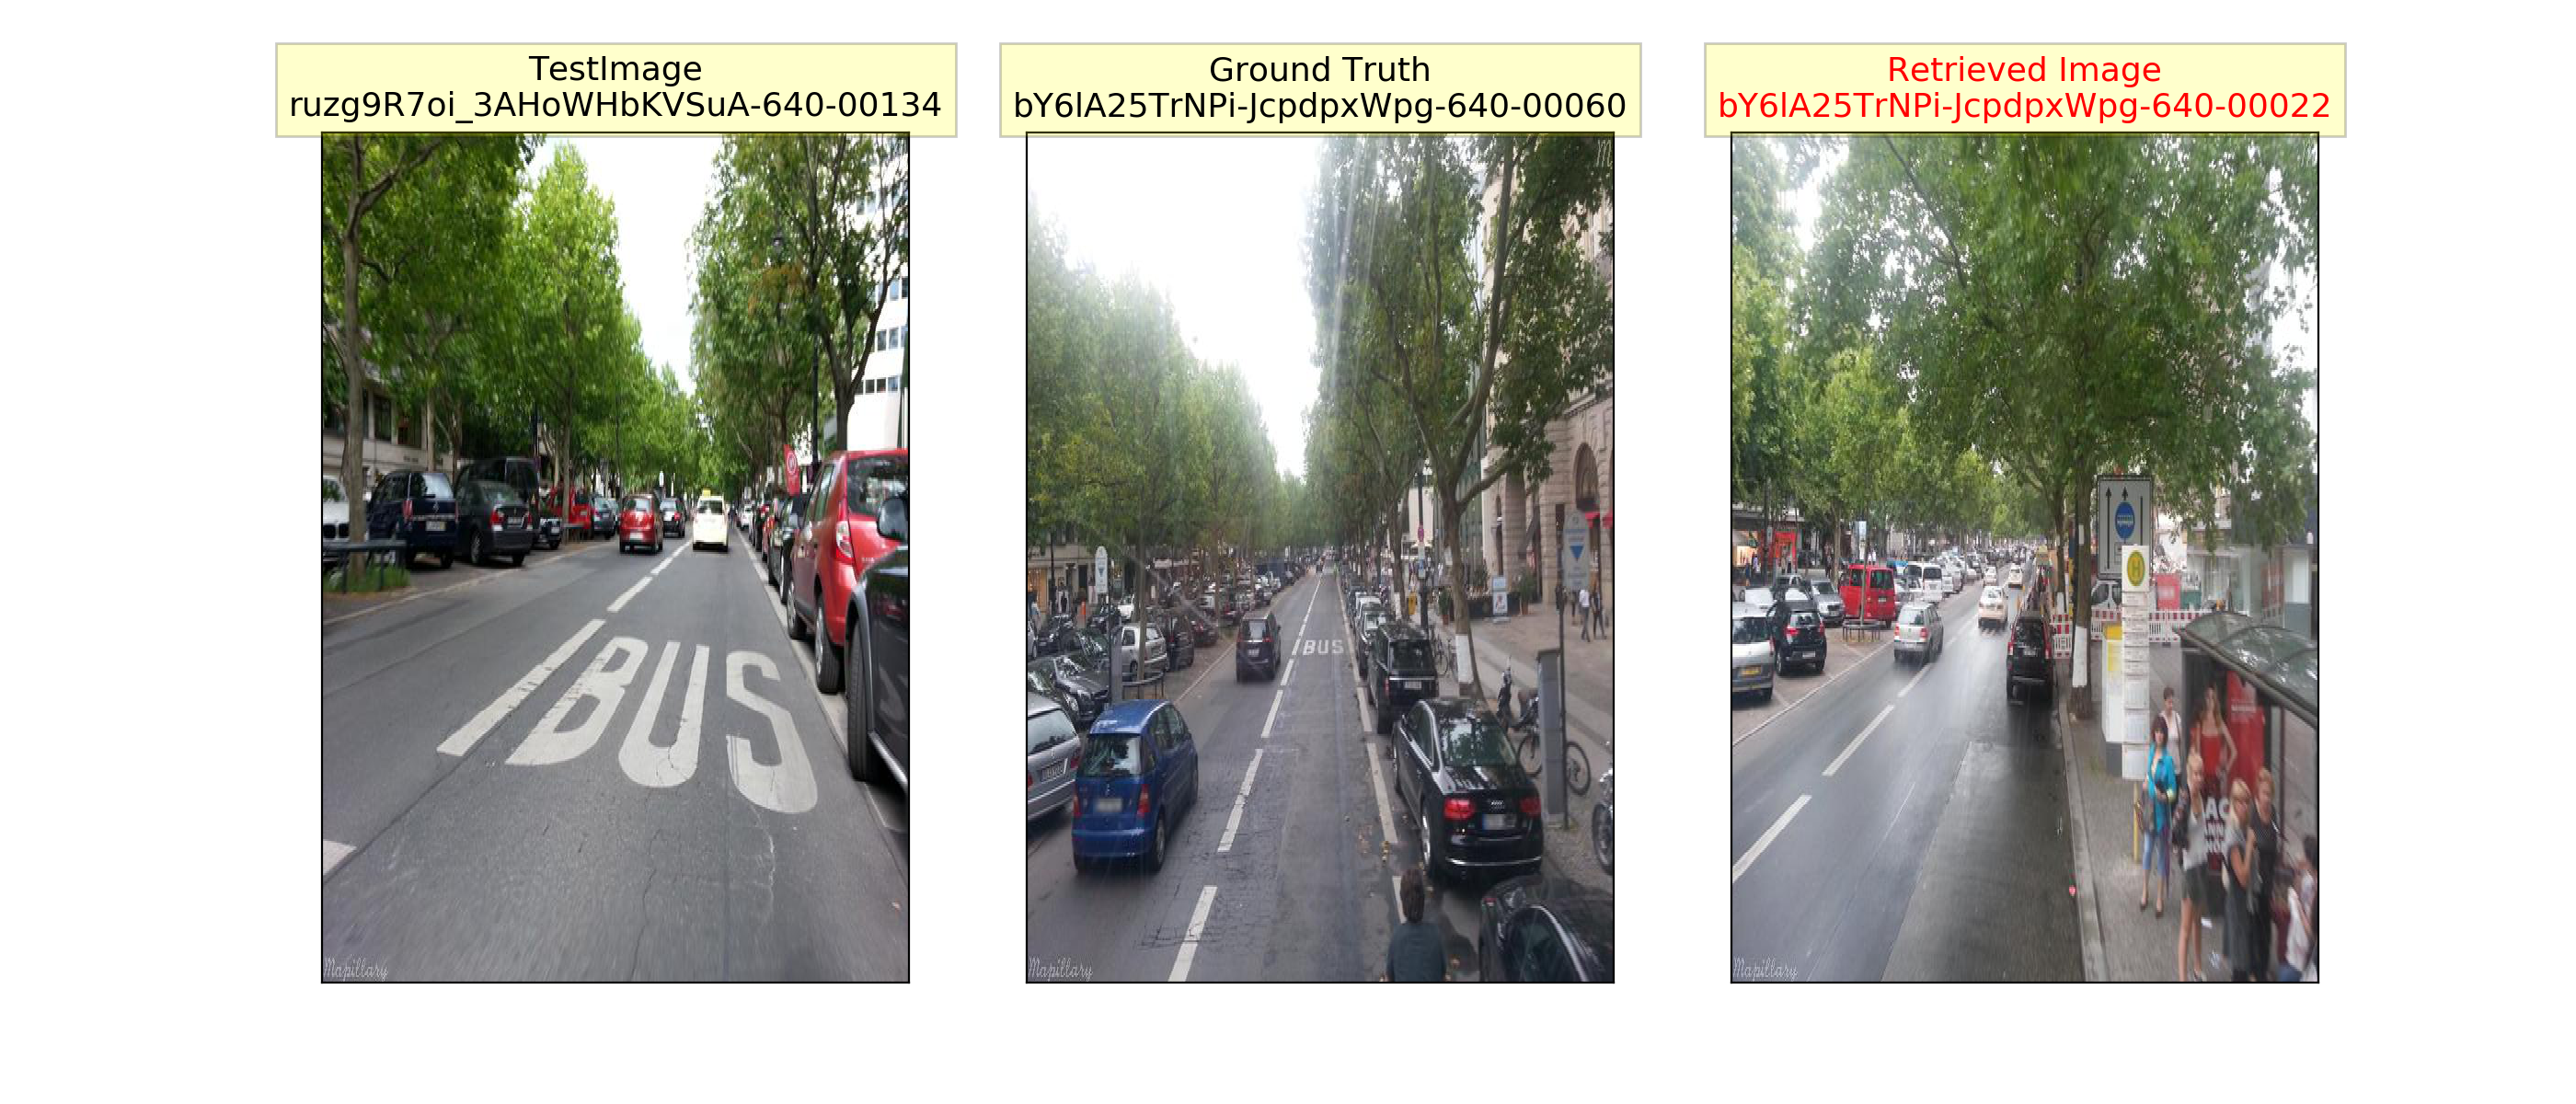 TestImage
ruzg9R7oi_3AHoWHbKVSuA-640-00134
Ground Truth
bY6lA25TrNPi-JcpdpxWpg-640-00060
Retrieved Image
bY6lA25TrNPi-JcpdpxWpg-640-00022
BUS
Mapillary
BUS
Mapillary
H
Mapillary